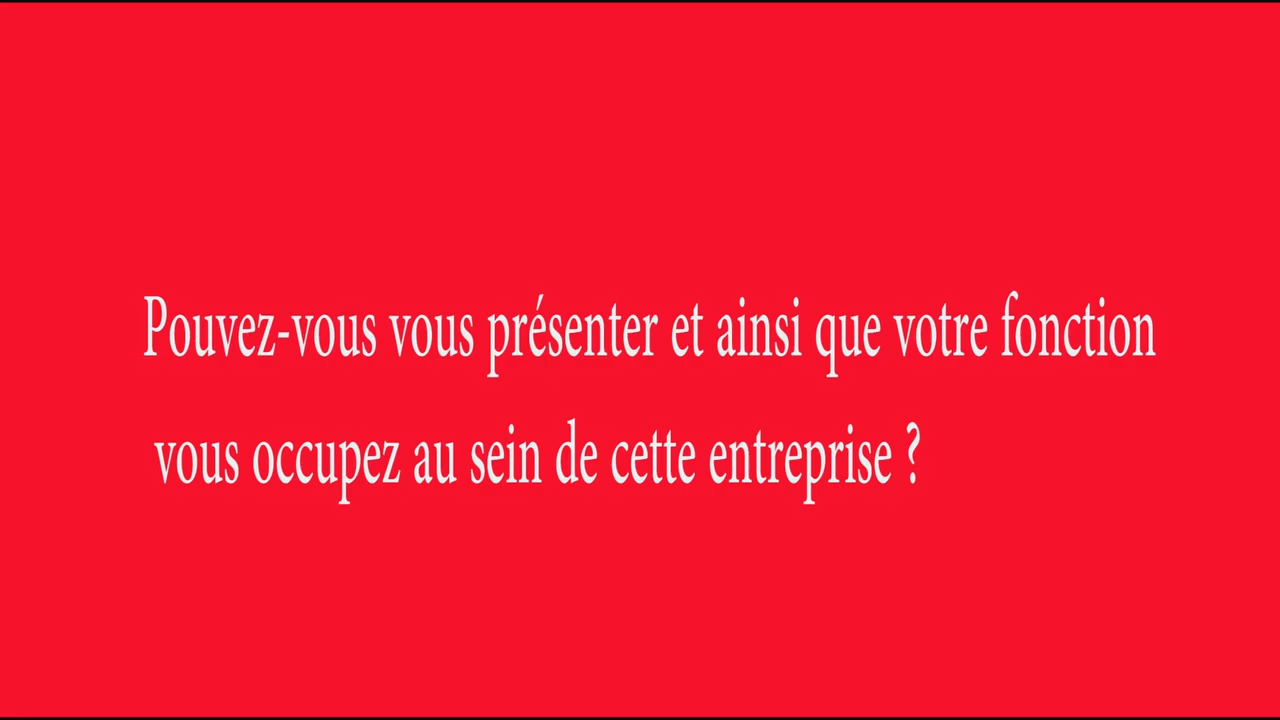 Pouvez-vous vous présenter et ainsi que votre fonction
vous occupez au sein de cette entreprise ?